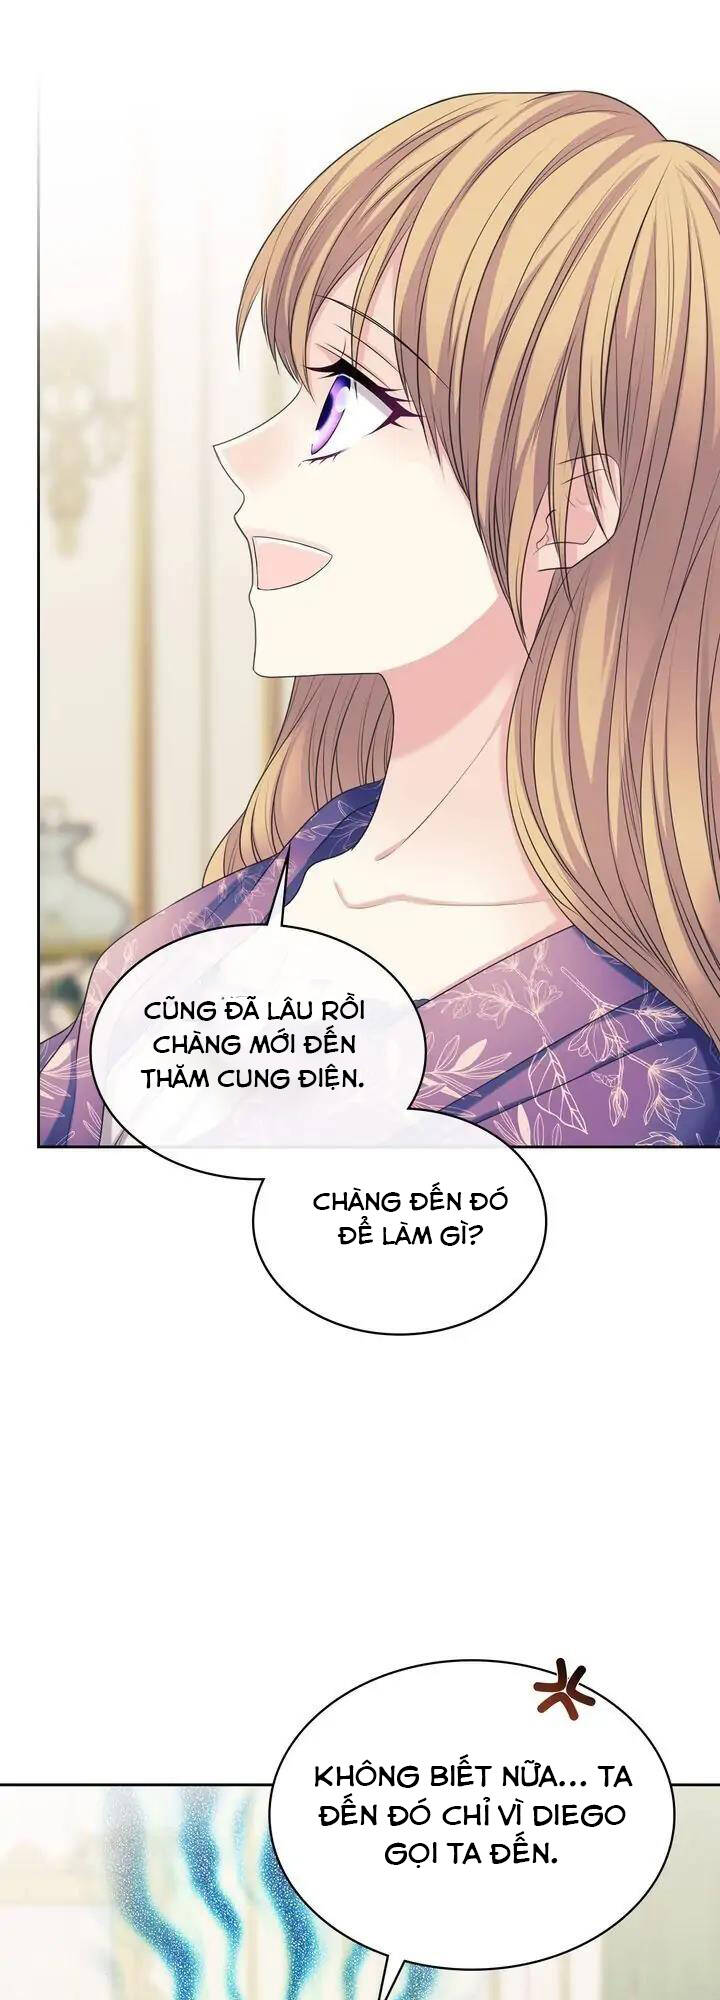 CŨNG ĐÃ LÂU RỒI
CHÀNG MỚI ĐẾN
THĂM CUNG ĐIỆN.
CHÀNG ĐẾN ĐÓ
ĐỂ LÀM GÌ?
KHÔNG BIẾT NỮA... TA
ĐẾN ĐÓ CHỈ VÌ DIEGO
GỌI TA ĐẾN.